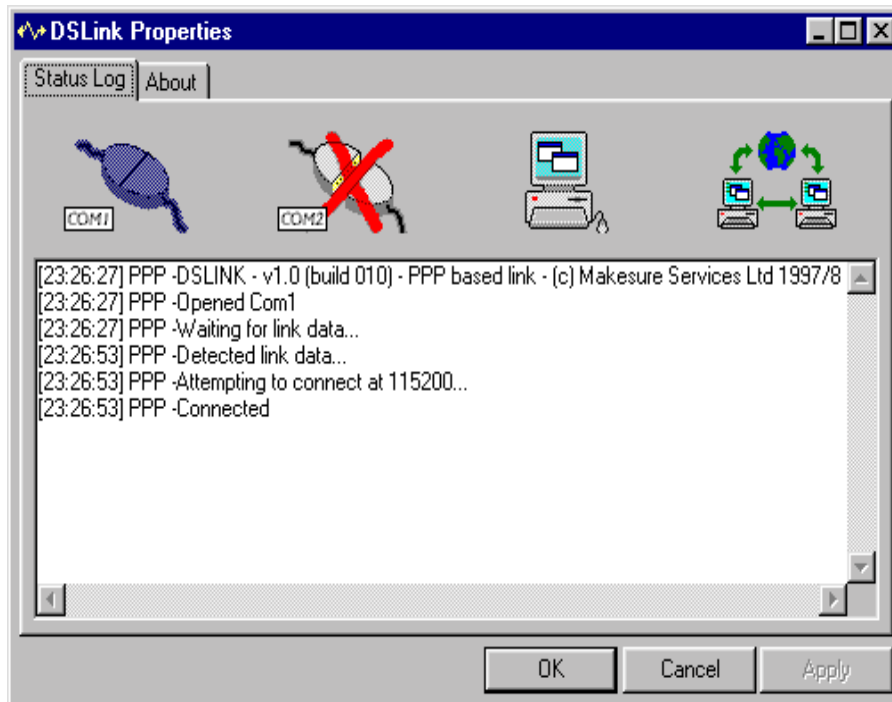 DSLink Properties
Status Log About
COM1 COM2
[23:26:27] PPP -DSLINK - v1.0 (build 010) - PPP based link - (c) Makesure Services Ltd 1997/8
[23:26:27] PPP -Opened Com1
[23:26:27] PPP -Waiting for link data...
[23:26:53] PPP -Detected link data...
[23:26:53] PPP -Attempting to connect at 115200...
[23:26:53] PPP -Connected
OK Cancel Apply